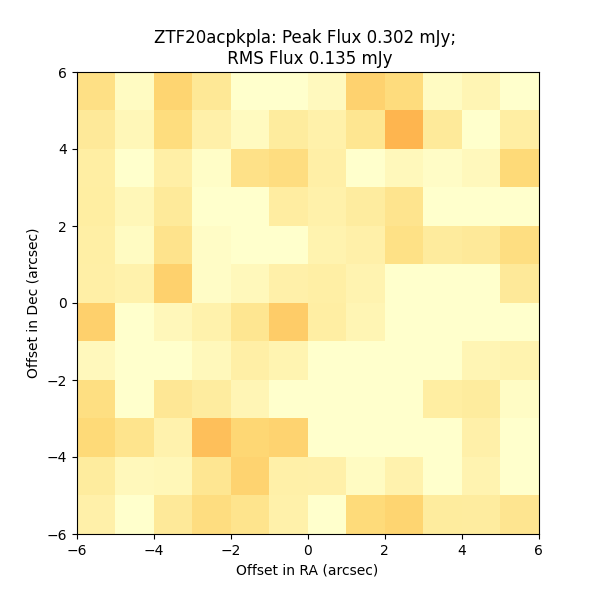 ZTF20acpkpla: Peak Flux 0.302 mJy;
RMS Flux 0.135 mJy
6
4
2
0
−2
−4
−6
Offset in Dec (arcsec)
−6 −4 −2 0 2 4 6
Offset in RA (arcsec)